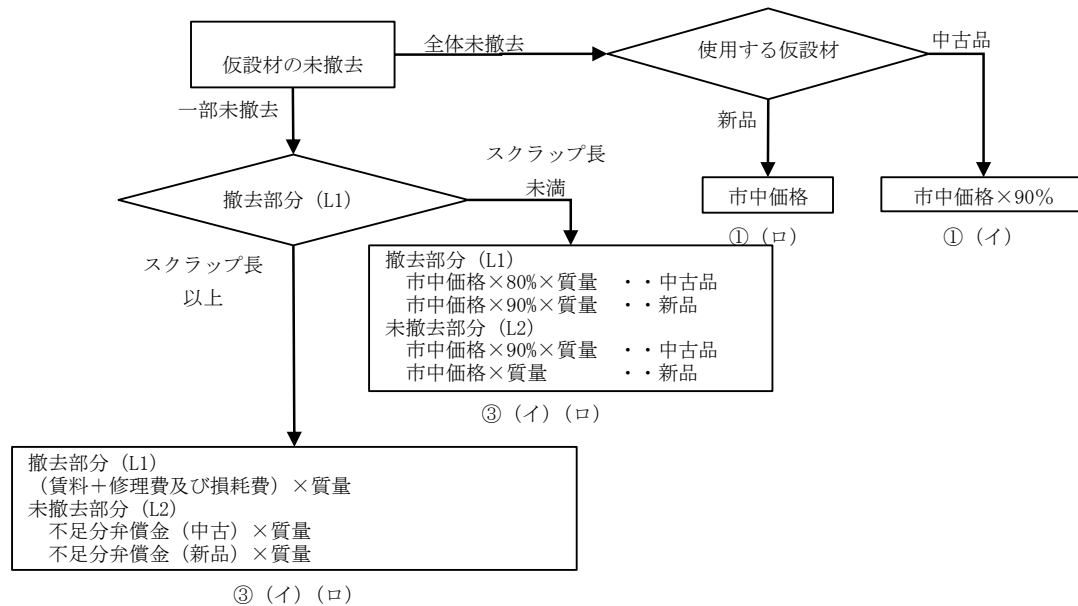 仮設材の未撤去
全体未撤去
使用する仮設材
中古品
新品
市中価格
市中価格×90%
①(ロ)
①(イ)
一部未撤去
撤去部分(L1)
スクラップ長
未満
スクラップ長
以上
撤去部分(L1)
市中価格×80%×質量 ・・中古品
市中価格×90%×質量 ・・新品
未撤去部分(L2)
市中価格×90%×質量 ・・中古品
市中価格×質量 ・・新品
③(イ)(ロ)
撤去部分(L1)
(賃料+修理費及び損耗費)×質量
未撤去部分(L2)
不足分弁償金(中古)×質量
不足分弁償金(新品)×質量
③(イ)(ロ)